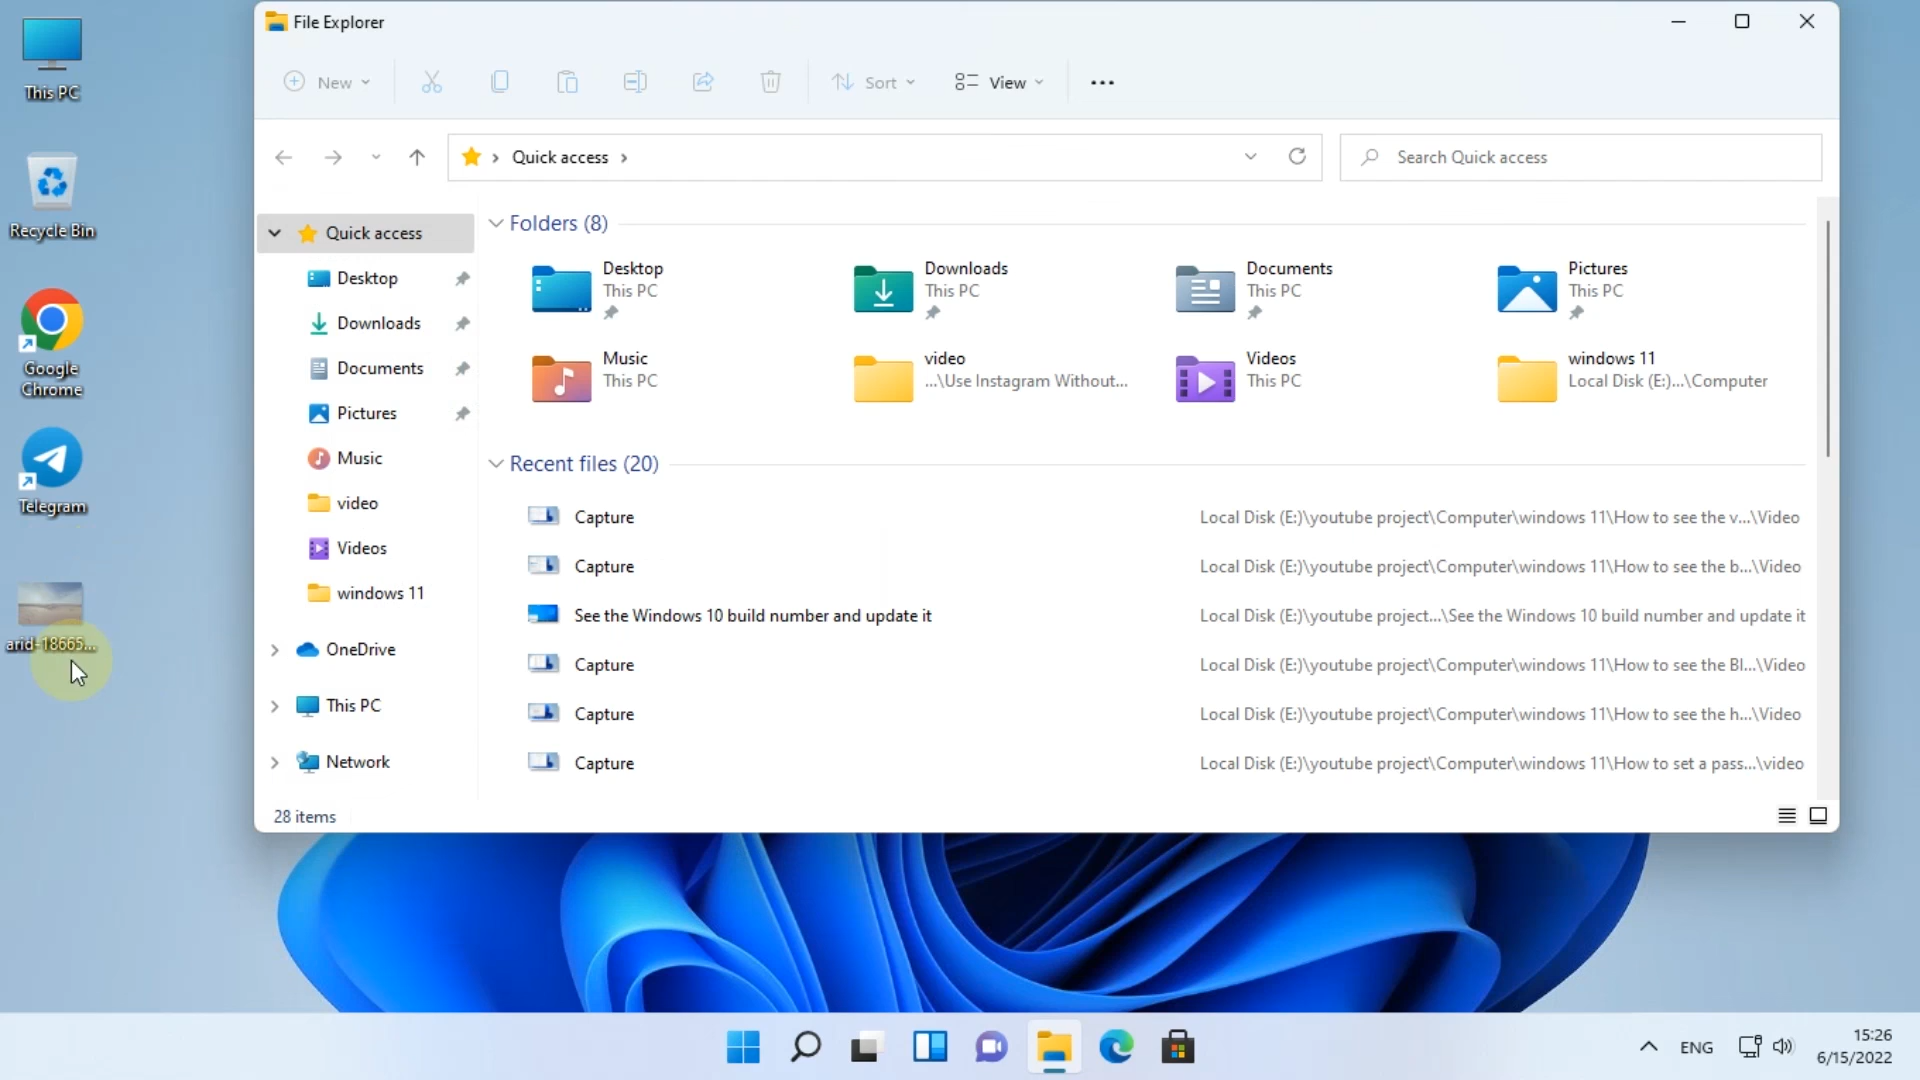 This PC
Recycle Bin
Google
Chrome
Telegram
arid-18665...
File Explorer
New
Sort
View
Quick access
Search Quick access
Quick access
Desktop
Downloads
Documents
Pictures
Music
video
Videos
windows 11
OneDrive
This PC
Network
Folders (8)
Desktop
This PC
Downloads
This PC
Documents
This PC
Pictures
This PC
Music
This PC
video
...\Use Instagram Without...
Videos
This PC
windows 11
Local Disk (E:)...\Computer
Recent files (20)
Capture Local Disk (E:)\youtube project\Computer\windows 11\How to see the v...\Video
Capture Local Disk (E:)\youtube project\Computer\windows 11\How to see the b...\Video
See the Windows 10 build number and update it Local Disk (E:)\youtube project...\See the Windows 10 build number and update it
Capture Local Disk (E:)\youtube project\Computer\windows 11\How to see the Bl...\Video
Capture Local Disk (E:)\youtube project\Computer\windows 11\How to see the h...\Video
Capture Local Disk (E:)\youtube project\Computer\windows 11\How to set a pass...\video
28 items
ENG
15:26
6/15/2022